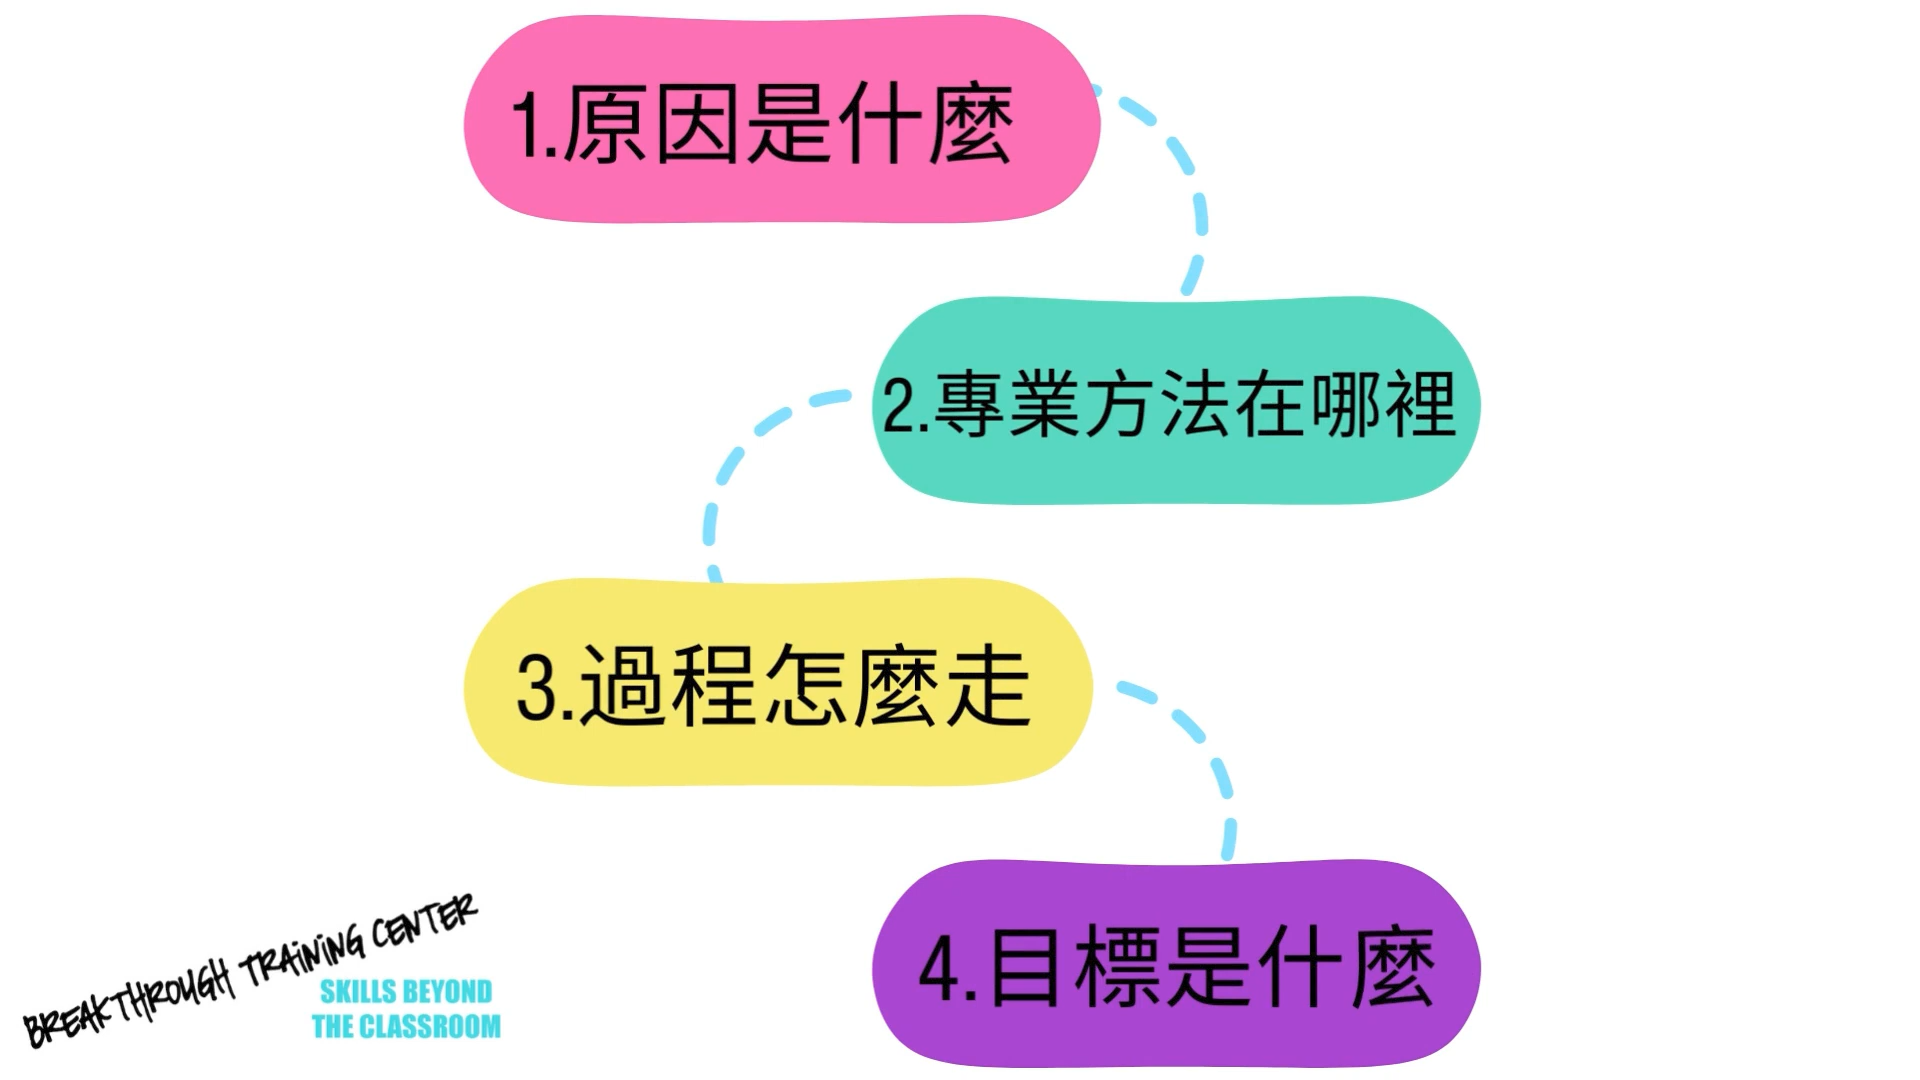 1.原因是什麼
2.專業方法在哪裡
3.過程怎麼走
4.目標是什麼
BREAKTHROUGH TRAINING CENTER
SKILLS BEYOND
THE CLASSROOM